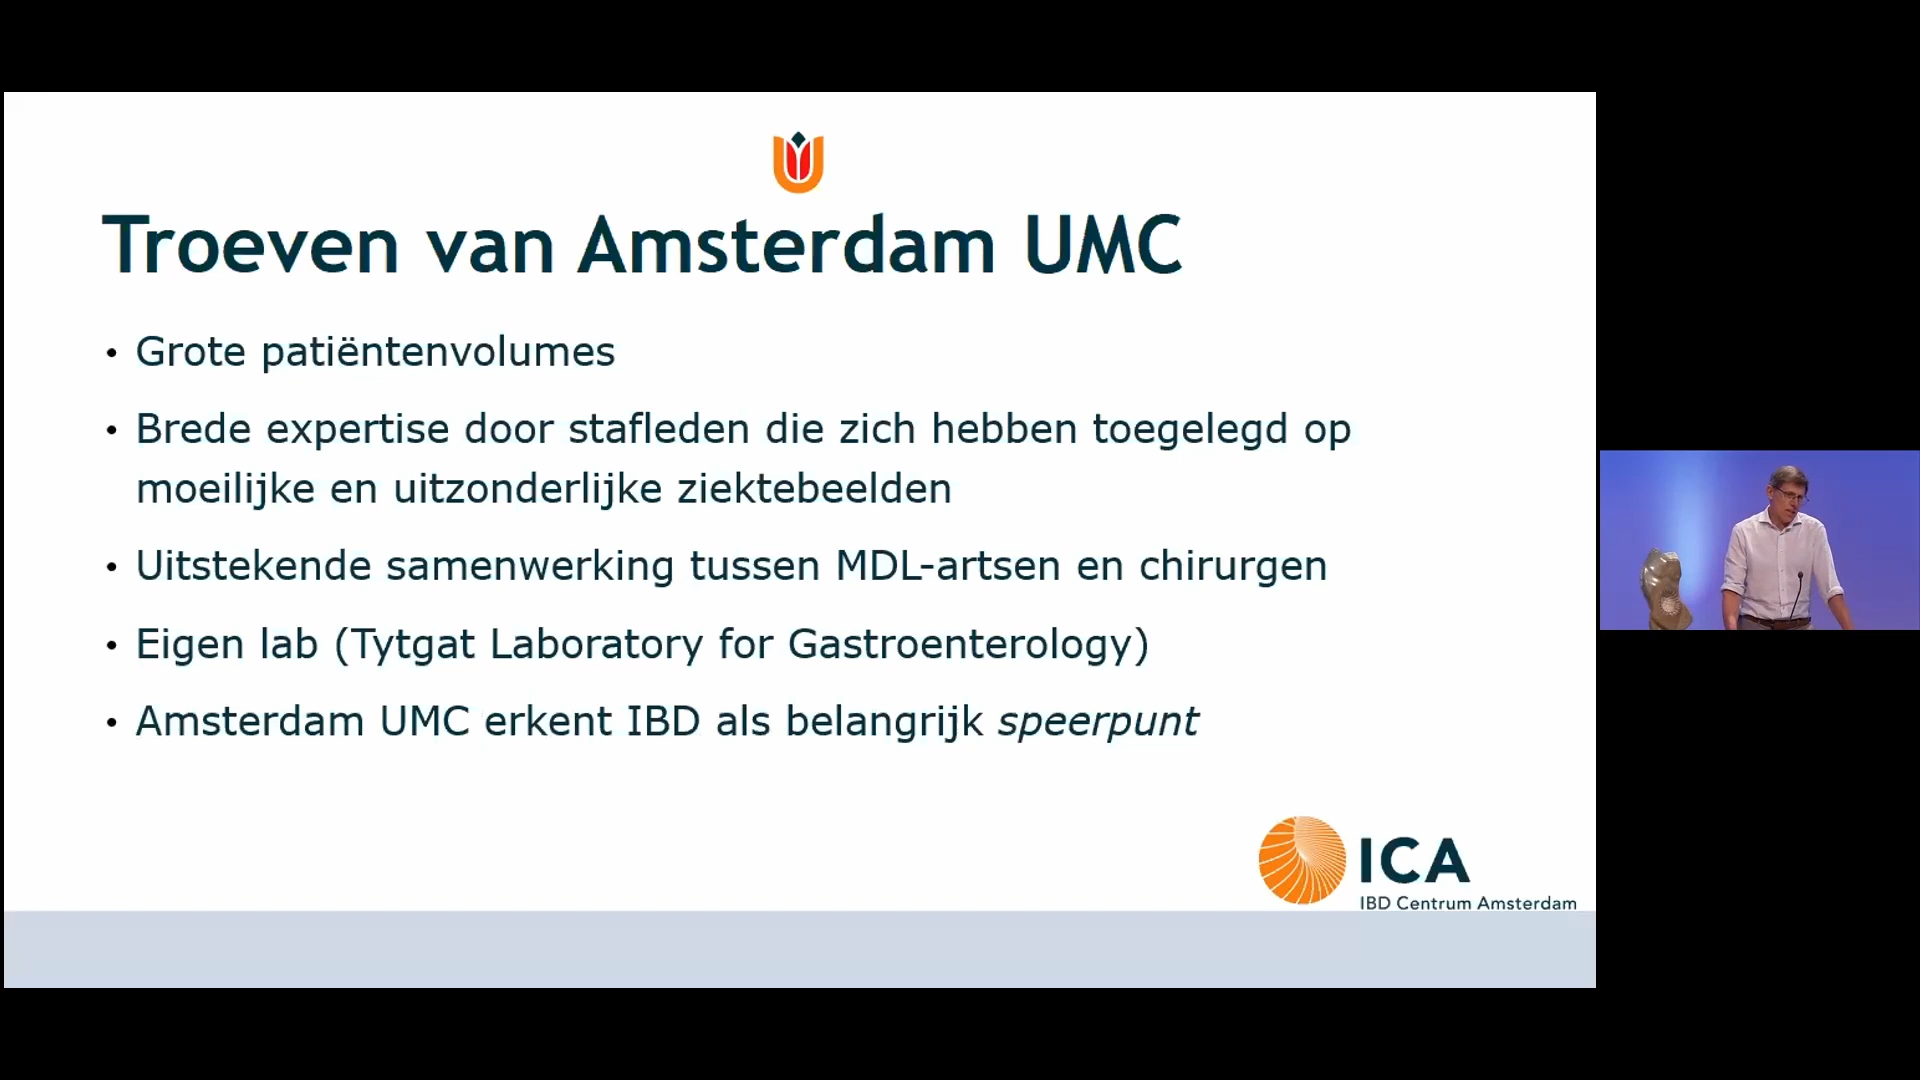 Troeven van Amsterdam UMC
• Grote patiëntenvolumes
• Brede expertise door stafleden die zich hebben toegelegd op
moeilijke en uitzonderlijke ziektebeelden
• Uitstekende samenwerking tussen MDL-artsen en chirurgen
• Eigen lab (Tytgat Laboratory for Gastroenterology)
• Amsterdam UMC erkent IBD als belangrijk speerpunt
ICA
IBD Centrum Amsterdam